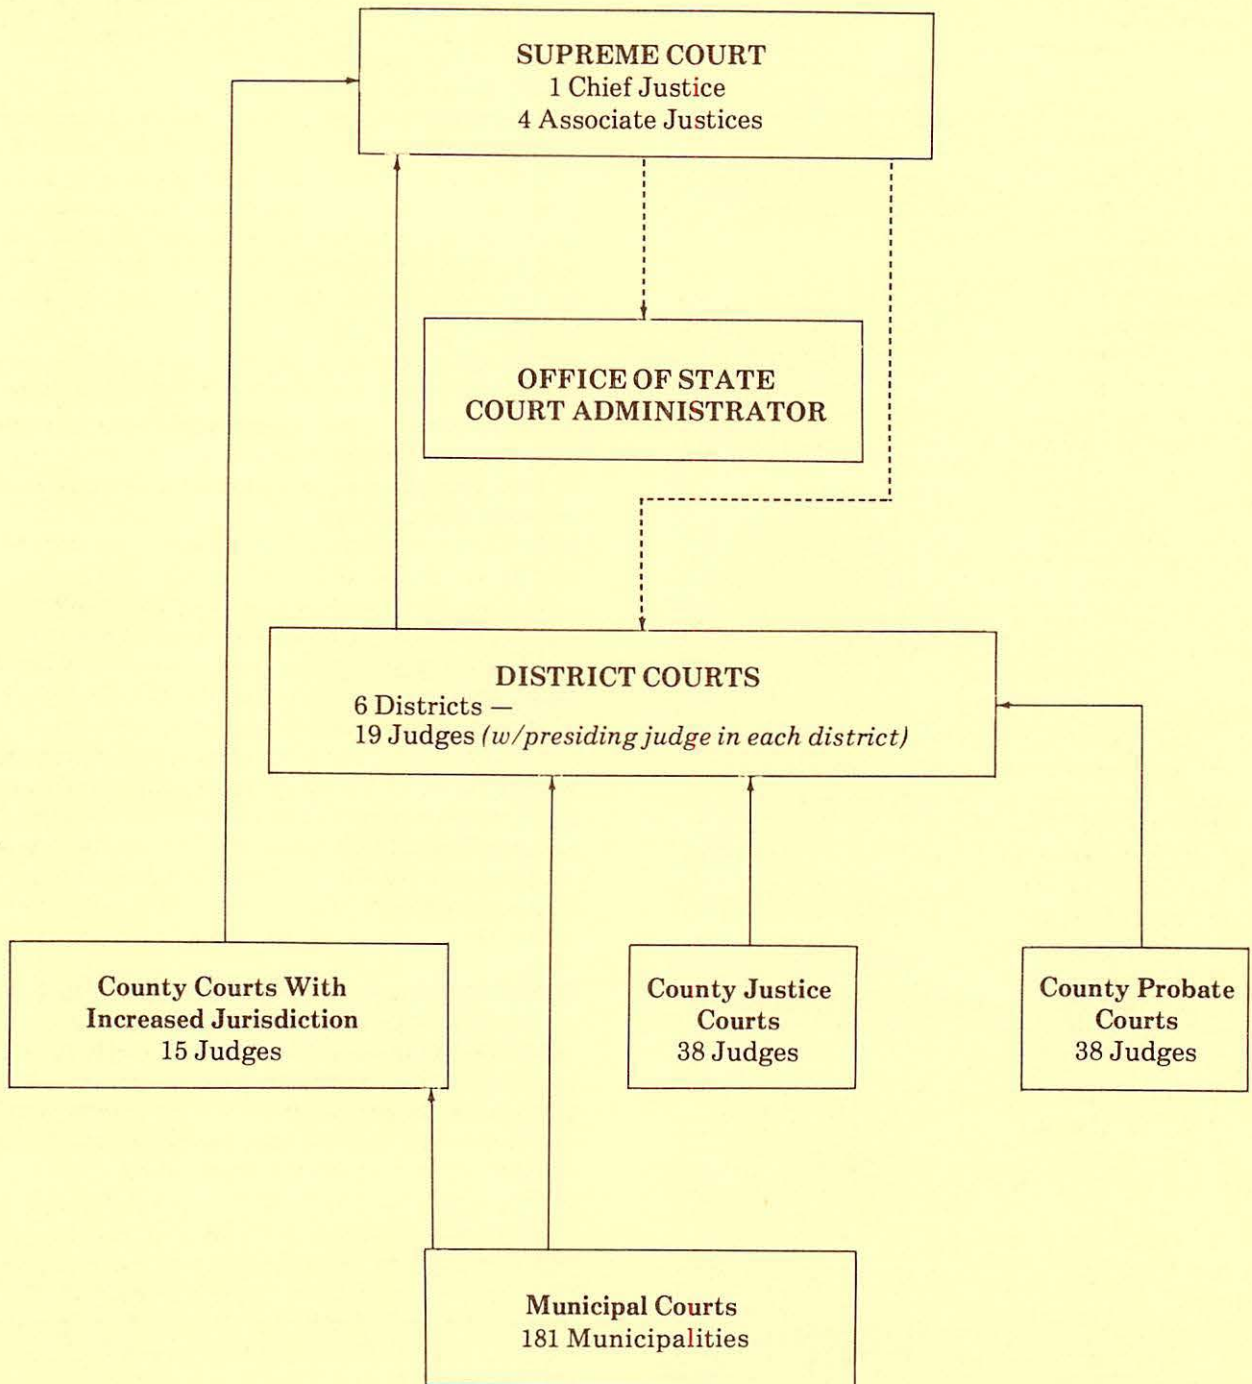 SUPREME COURT
1 Chief Justice
4 Associate Justices
OFFICE OF STATE
COURT ADMINISTRATOR
DISTRICT COURTS
6 Districts —
19 Judges (w/presiding judge in each district)
County Courts With
Increased Jurisdiction
15 Judges
County Justice
Courts
38 Judges
County Probate
Courts
38 Judges
Municipal Courts
181 Municipalities